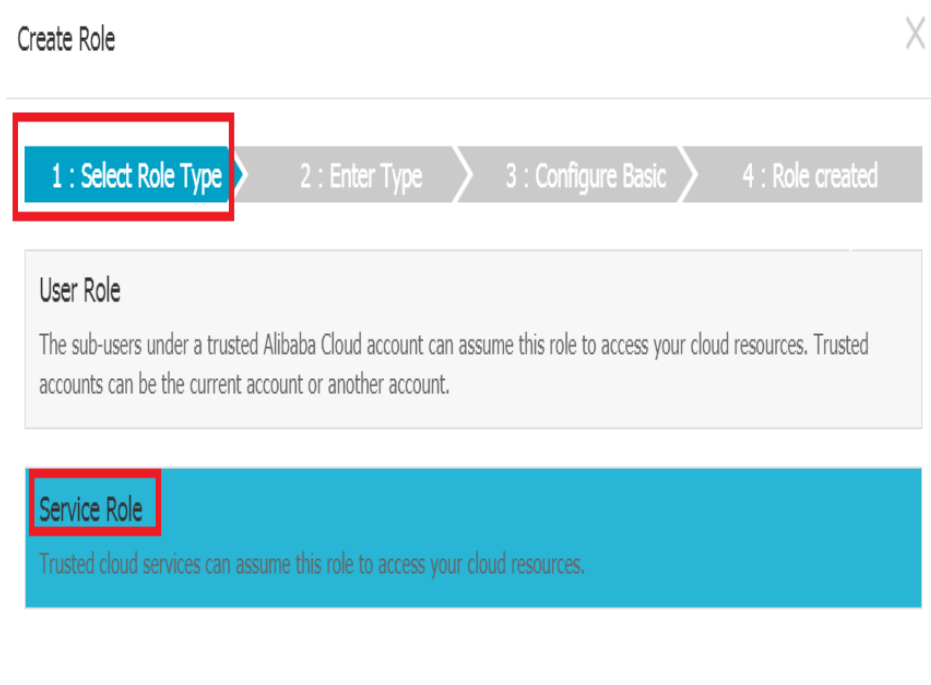 Create Role
1 : Select Role Type
2 : Enter Type
3 : Configure Basic
4 : Role created
User Role
The sub-users under a trusted Alibaba Cloud account can assume this role to access your cloud resources. Trusted
accounts can be the current account or another account.
Service Role
Trusted cloud services can assume this role to access your cloud resources.